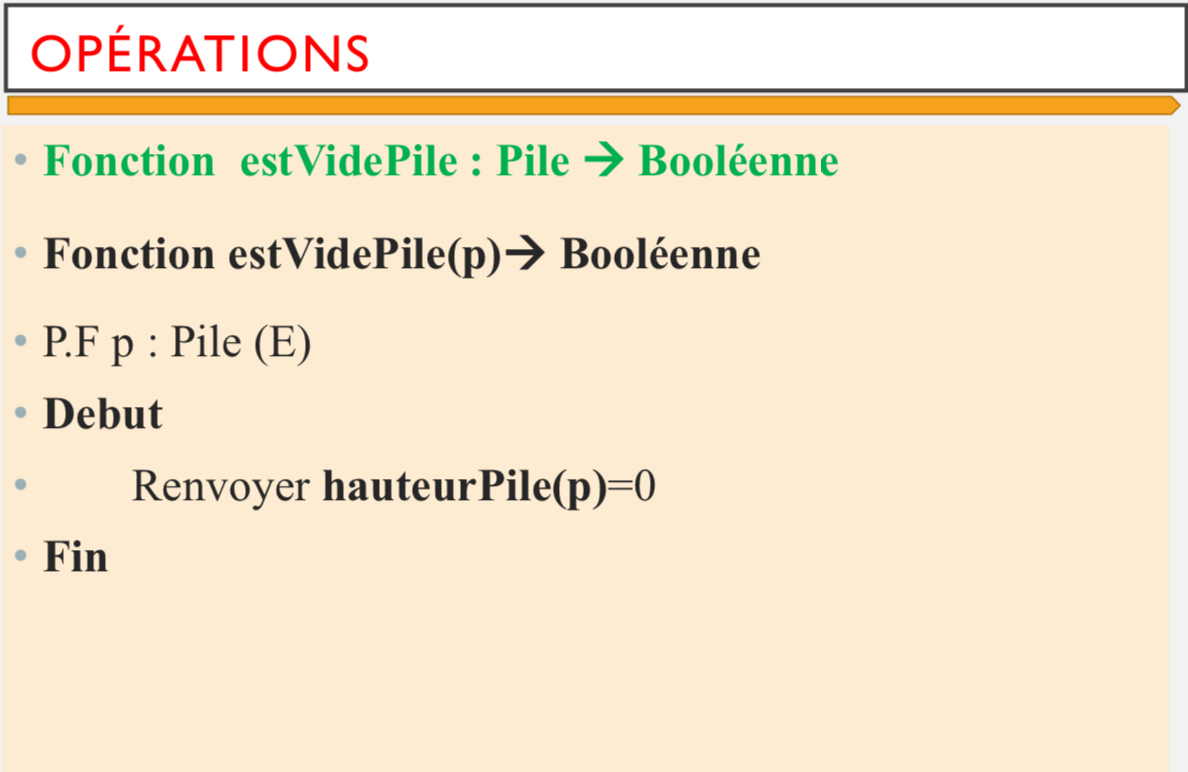 OPÉRATIONS
• Fonction estVidePile : Pile → Booléenne
• Fonction estVidePile(p)→ Booléenne
• P.F p : Pile (E)
• Debut
• Renvoyer hauteurPile(p)=0
• Fin